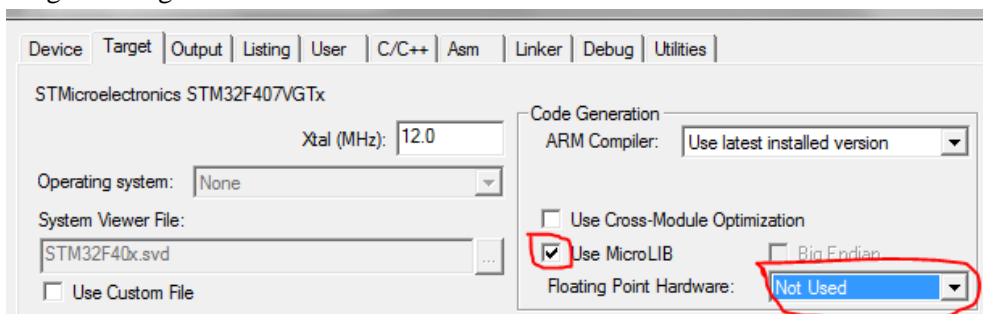 Device Target Output Listing User C/C++ Asm Linker Debug Utilities
STMicroelectronics STM32F407VGTx
Code Generation
Xtal (MHz): 12.0
ARM Compiler: Use latest installed version
Operating system: None
System Viewer File:
Use Cross-Module Optimization
STM32F40x.svd ...
Use MicroLIB Big Endian
Use Custom File
Floating Point Hardware: Not Used